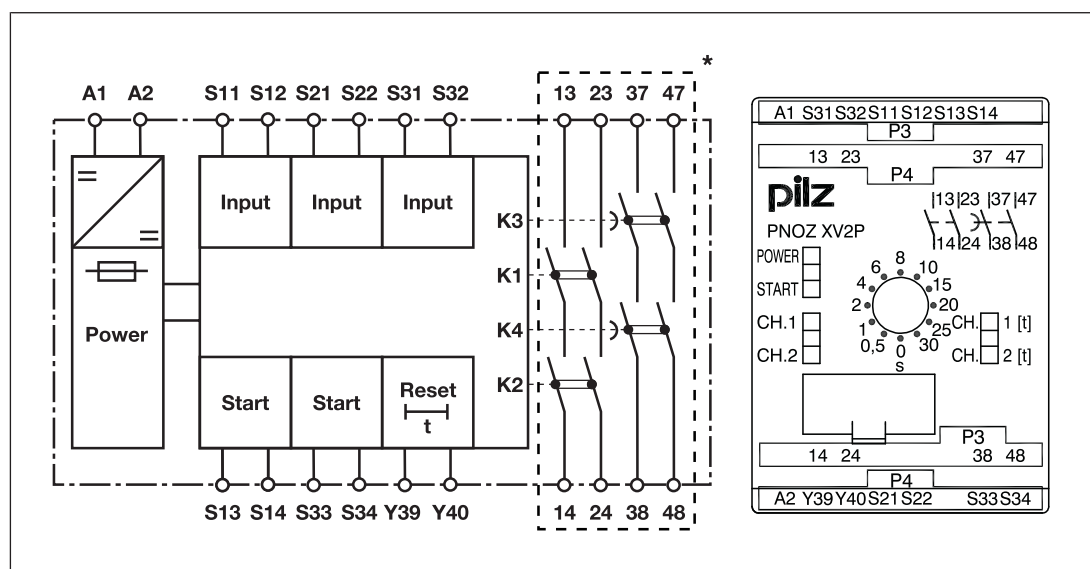 *
A1 A2 S11 S12 S21 S22 S31 S32 13 23 37 47
Input Input Input
K3
K1
Power
K4
K2
Start Start Reset
t
S13 S14 S33 S34 Y39 Y40 14 24 38 48
A1 S31 S32 S11 S12 S13 S14
P3
13 23 37 47
P4
pilz
13 23 37 47
PNOZ XV2P
14 24 38 48
POWER
START
CH.1
CH.2
8
6 10
4 15
2 20
1 25
0,5 30
0
s
CH. 1 [t]
CH. 2 [t]
P3
14 24 38 48
P4
A2 Y39 Y40 S21 S22 S33 S34